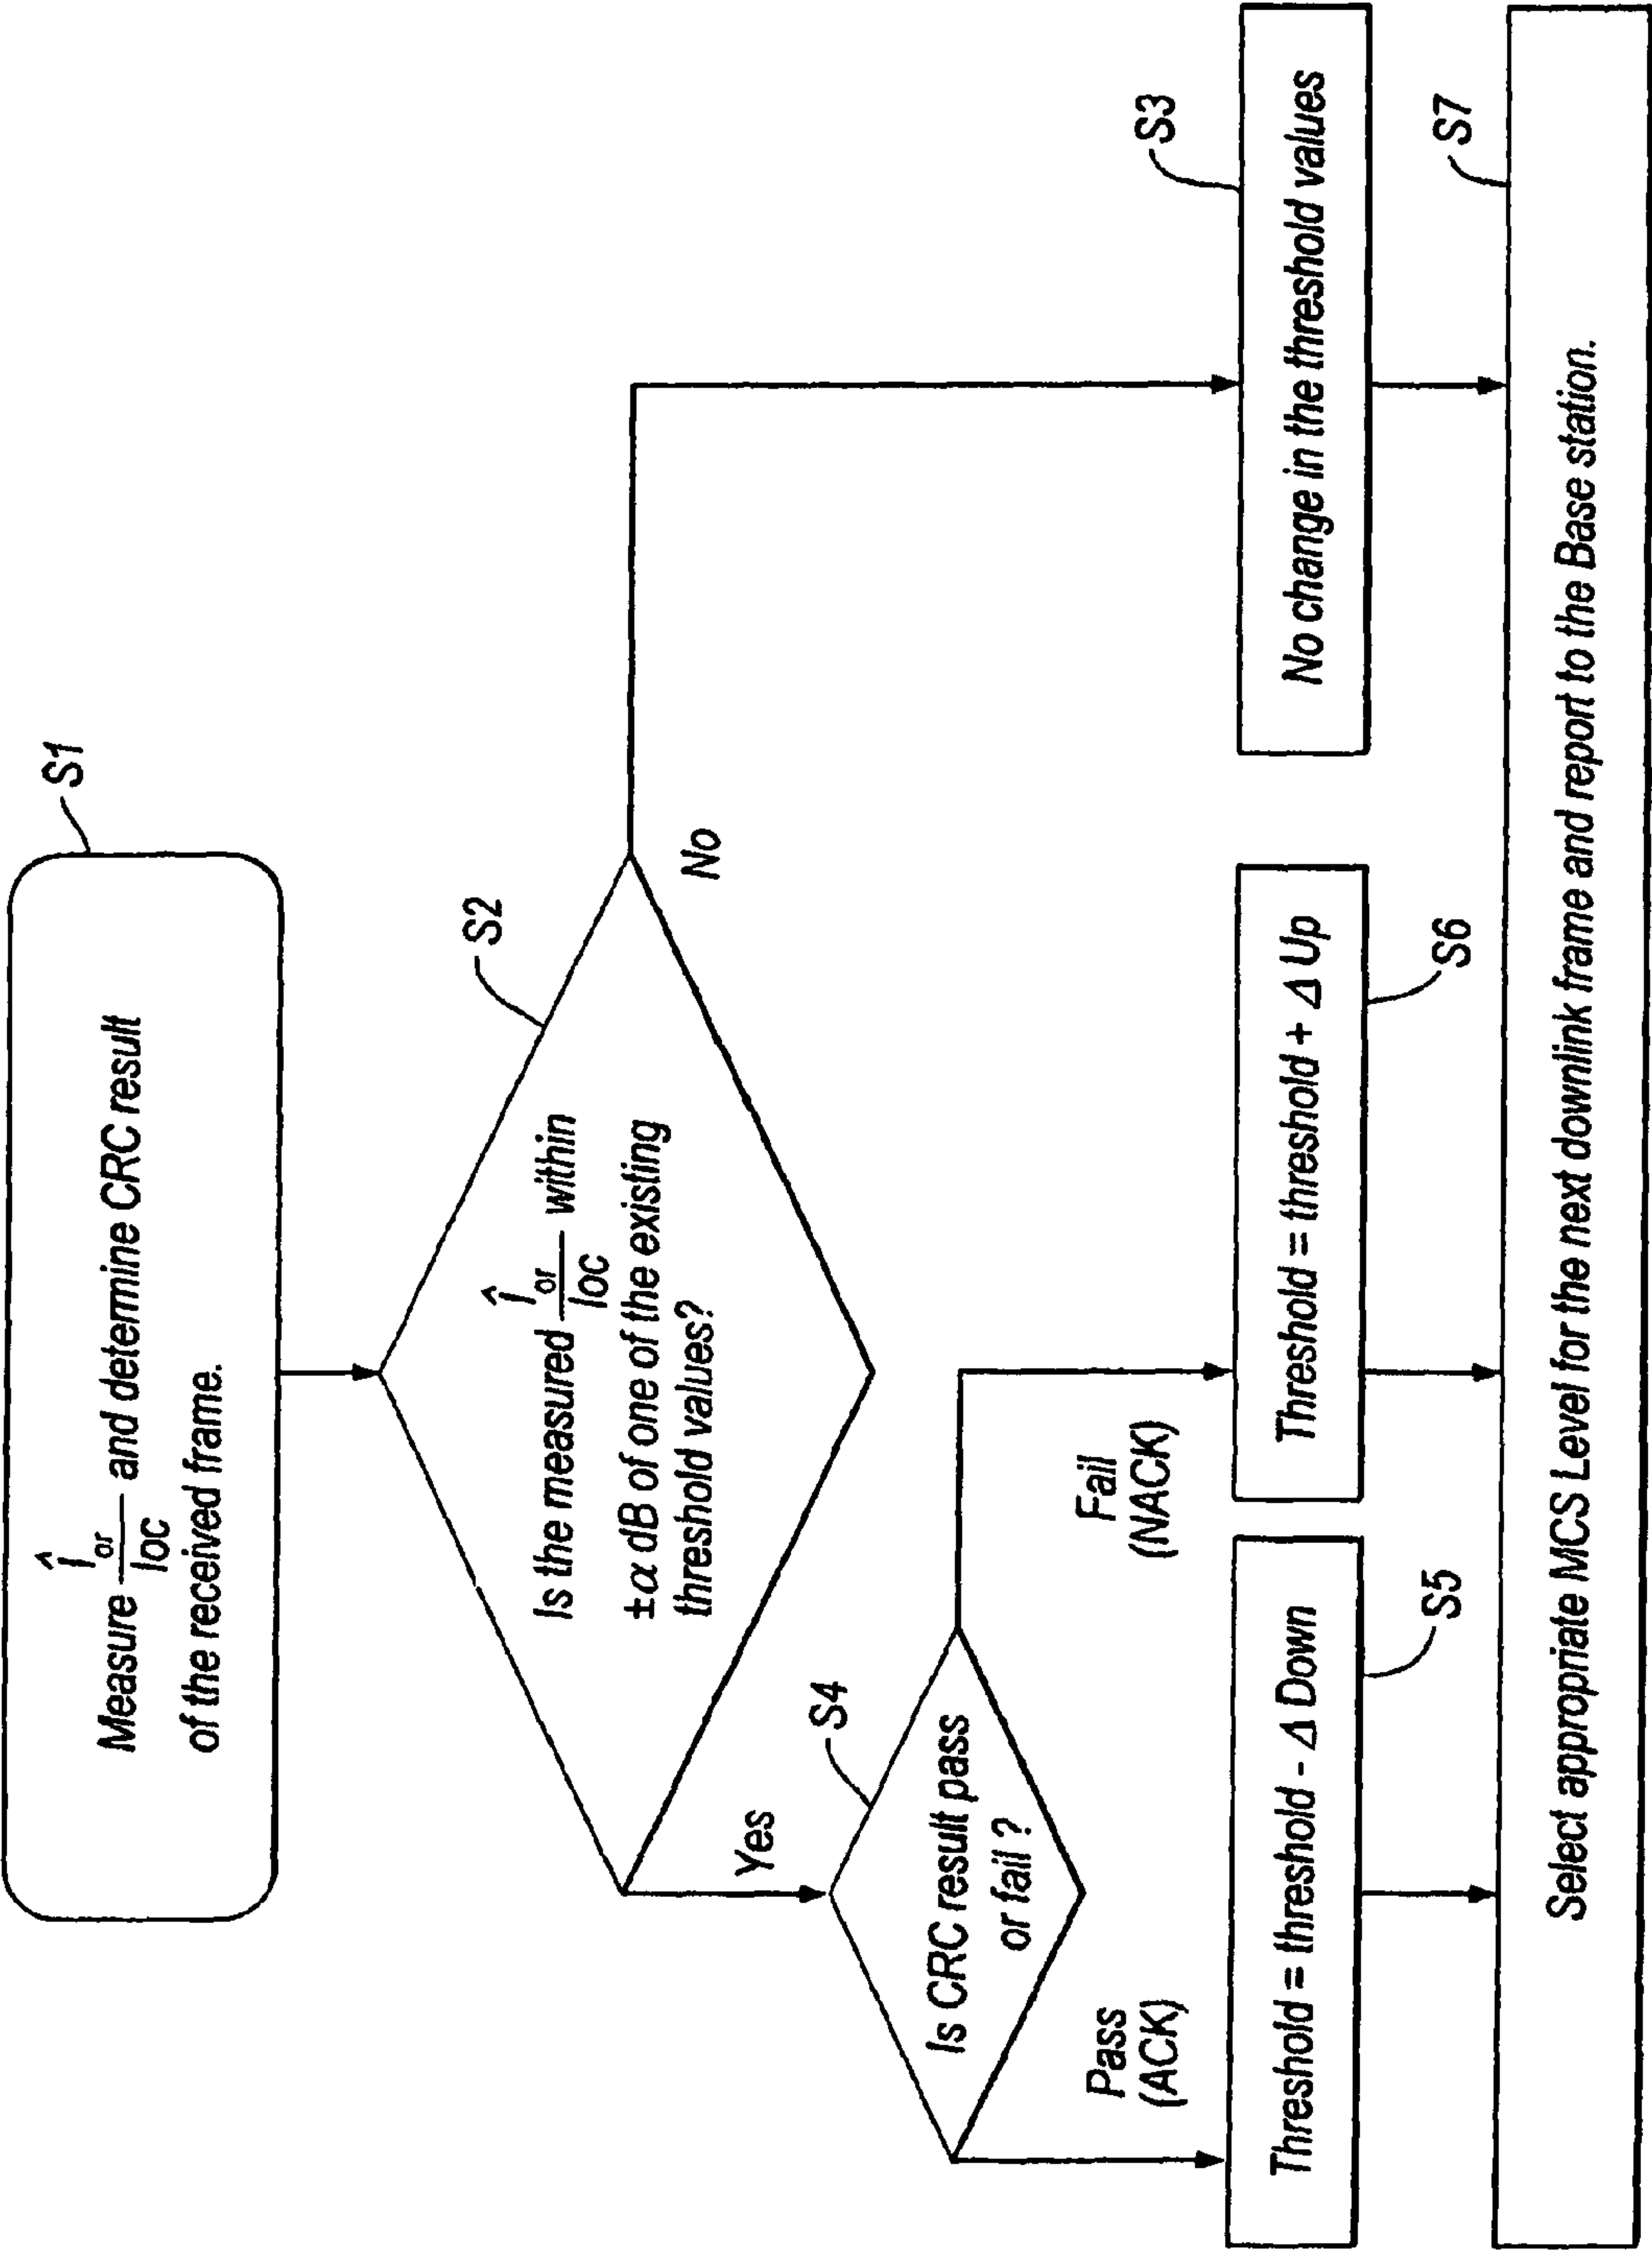 S1
Measure Îor/Ioc and determine CRC result
of the received frame.
S2
Is the measured Îor/Ioc within
±α dB of one of the existing
threshold values?
No
Yes
S4
Is CRC result pass
or fail ?
Pass
(ACK)
Fail
(NACK)
S3
Threshold = threshold - Δ Down
Threshold = threshold + Δ Up
No change in the threshold values
S5
S6
S7
Select appropriate MCS Level for the next downlink frame and report to the Base station.